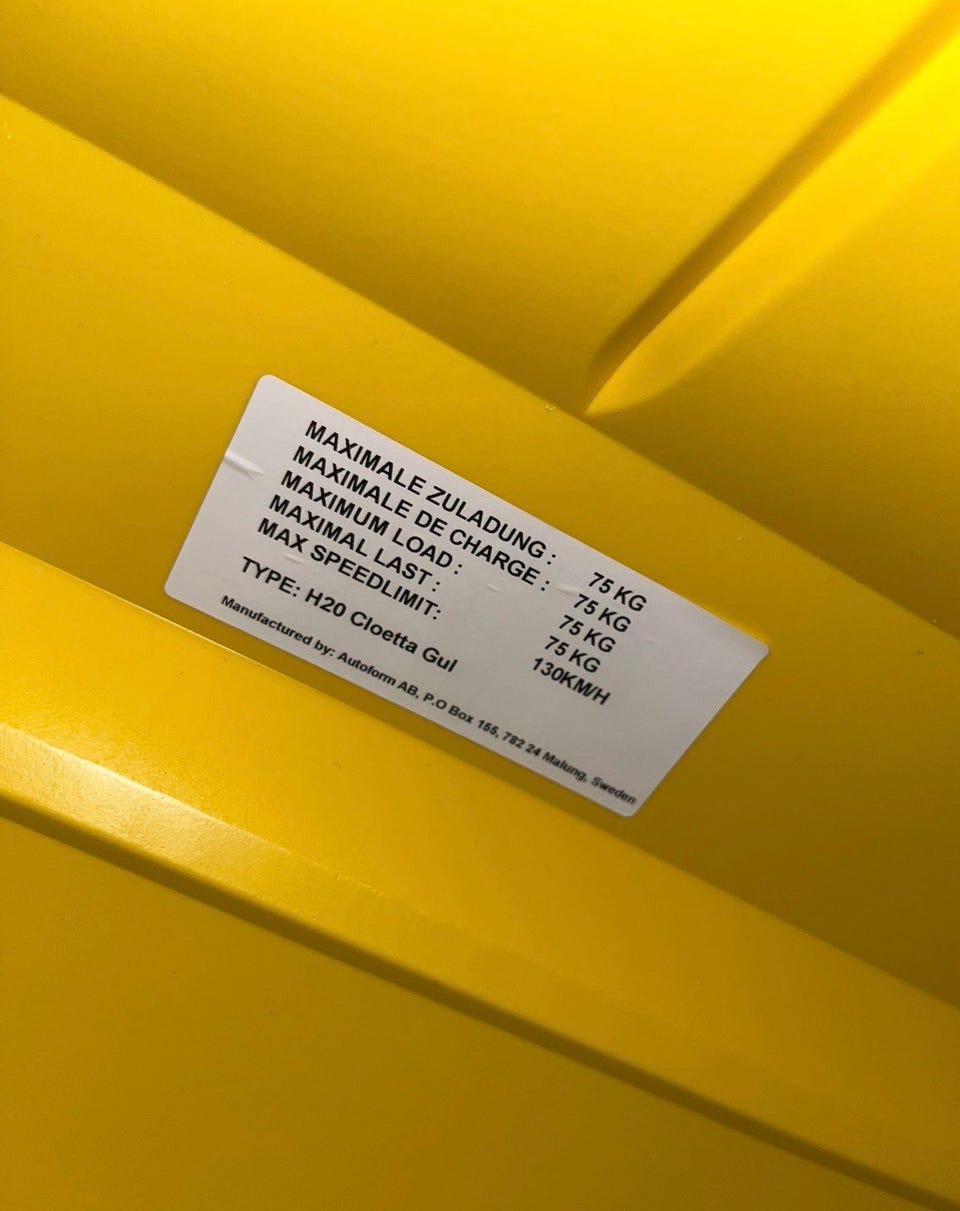 MAXIMALE ZULADUNG : 75 KG
MAXIMALE DE CHARGE : 75 KG
MAXIMUM LOAD : 75 KG
MAXIMAL LAST : 75 KG
MAX SPEEDLIMIT: 130KM/H
TYPE: H20 Cloetta Gul
Manufactured by: Autoform AB, P.O Box 155, 782 24 Malung, Sweden